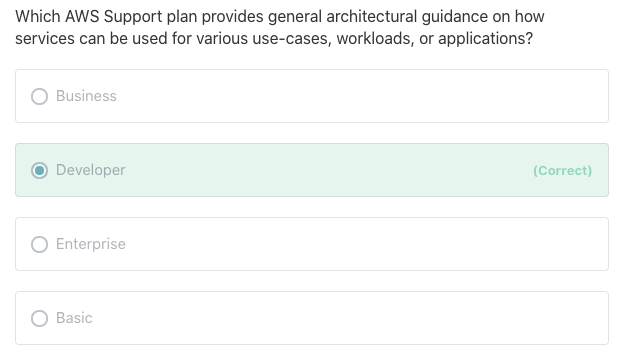 Which AWS Support plan provides general architectural guidance on how
services can be used for various use-cases, workloads, or applications?
Business
Developer (Correct)
Enterprise
Basic